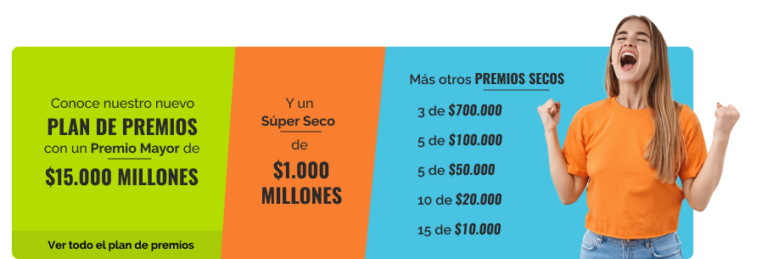 Conoce nuestro nuevo
PLAN DE PREMIOS
con un Premio Mayor de
$15.000 MILLONES
Ver todo el plan de premios
Y un
Súper Seco
de
$1.000
MILLONES
Más otros PREMIOS SECOS
3 de $700.000
5 de $100.000
5 de $50.000
10 de $20.000
15 de $10.000